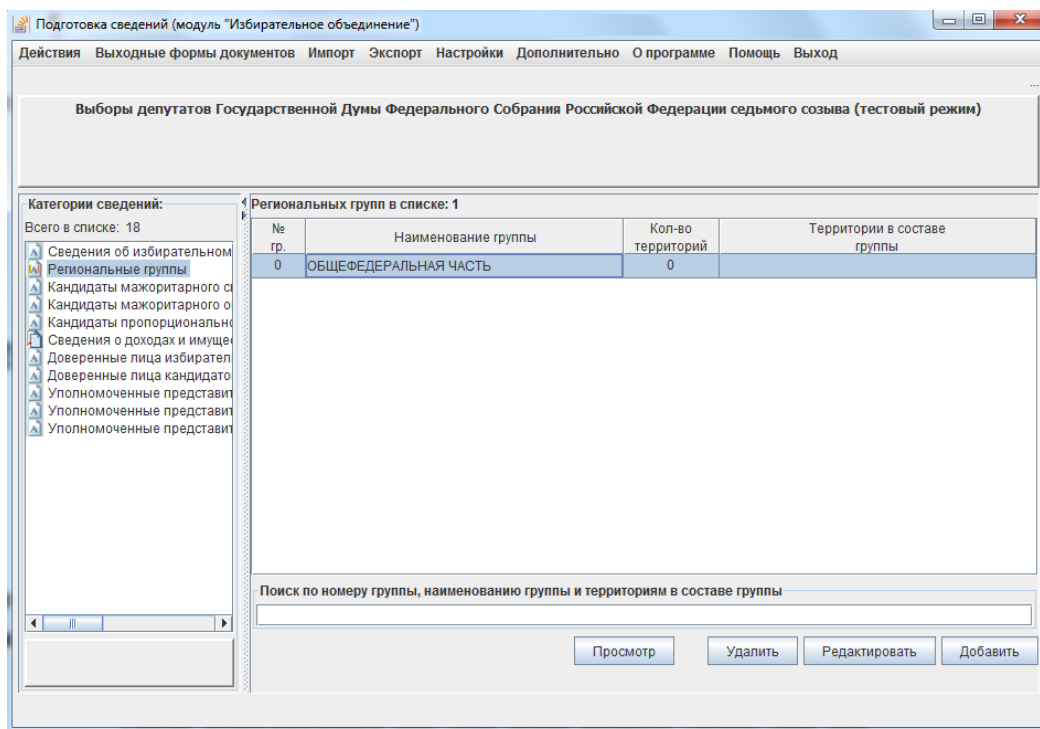 Подготовка сведений (модуль "Избирательное объединение")
Действия Выходные формы документов Импорт Экспорт Настройки Дополнительно О программе Помощь Выход
...
Выборы депутатов Государственной Думы Федерального Собрания Российской Федерации седьмого созыва (тестовый режим)
Категории сведений:
Всего в списке: 18
Сведения об избирательном
Региональные группы
Кандидаты мажоритарного
Кандидаты мажоритарного о
Кандидаты пропорциональн
Сведения о доходах и имуще
Доверенные лица избирател
Доверенные лица кандидато
Уполномоченные представит
Уполномоченные представит
Уполномоченные представит
Региональных групп в списке: 1
№ гр. Наименование группы Кол-во территорий Территории в составе группы
0 ОБЩЕФЕДЕРАЛЬНАЯ ЧАСТЬ 0
Поиск по номеру группы, наименованию группы и территориям в составе группы
Просмотр Удалить Редактировать Добавить